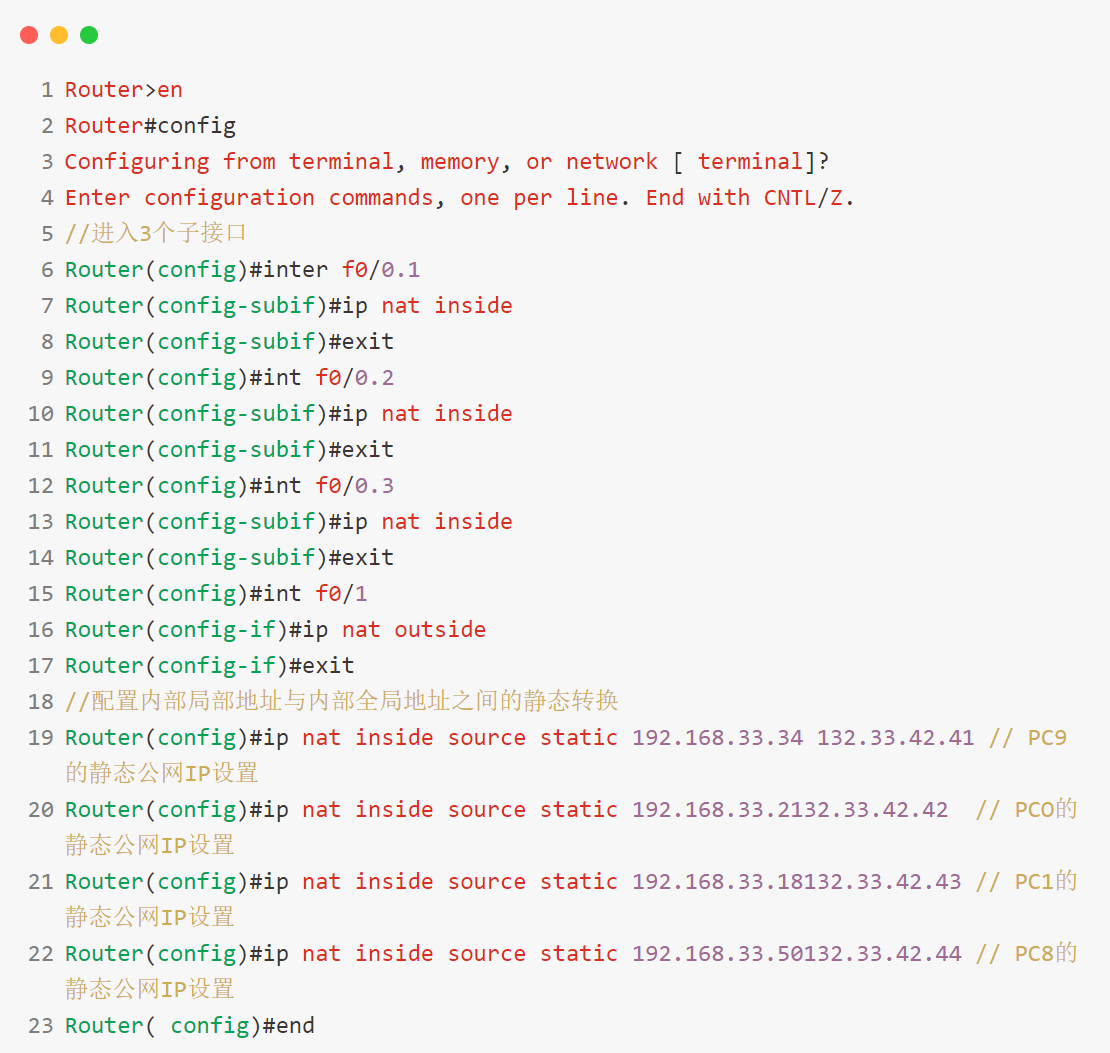 1 Router>en
2 Router#config
3 Configuring from terminal, memory, or network [ terminal]?
4 Enter configuration commands, one per line. End with CNTL/Z.
5 //进入3个子接口
6 Router(config)#inter f0/0.1
7 Router(config-subif)#ip nat inside
8 Router(config-subif)#exit
9 Router(config)#int f0/0.2
10 Router(config-subif)#ip nat inside
11 Router(config-subif)#exit
12 Router(config)#int f0/0.3
13 Router(config-subif)#ip nat inside
14 Router(config-subif)#exit
15 Router(config)#int f0/1
16 Router(config-if)#ip nat outside
17 Router(config-if)#exit
18 //配置内部局部地址与内部全局地址之间的静态转换
19 Router(config)#ip nat inside source static 192.168.33.34 132.33.42.41 // PC9
的静态公网IP设置
20 Router(config)#ip nat inside source static 192.168.33.2132.33.42.42  // PCO的
静态公网IP设置
21 Router(config)#ip nat inside source static 192.168.33.18132.33.42.43 // PC1的
静态公网IP设置
22 Router(config)#ip nat inside source static 192.168.33.50132.33.42.44 // PC8的
静态公网IP设置
23 Router( config)#end